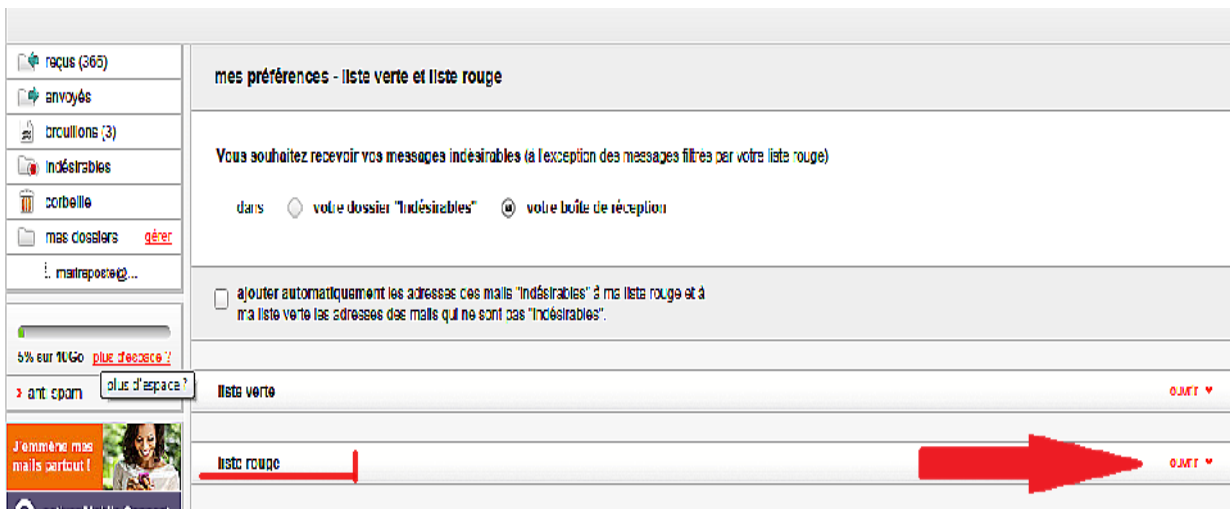 reçus (365)
envoyés
brouillons (3)
indésirables
corbeille
mes dossiers gérer
5% sur 10Go plus d'espace ?
plus d'espace ?
anti spam
J'emmène mes
mails partout !
mes préférences - liste verte et liste rouge
Vous souhaitez recevoir vos messages indésirables (à l'exception des messages filtrés par votre liste rouge)
dans votre dossier "Indésirables" votre boîte de réception
ajouter automatiquement les adresses des mails "indésirables" à ma liste rouge et à
ma liste verte les adresses des mails qui ne sont pas "indésirables".
liste verte ouvrir
liste rouge ouvrir